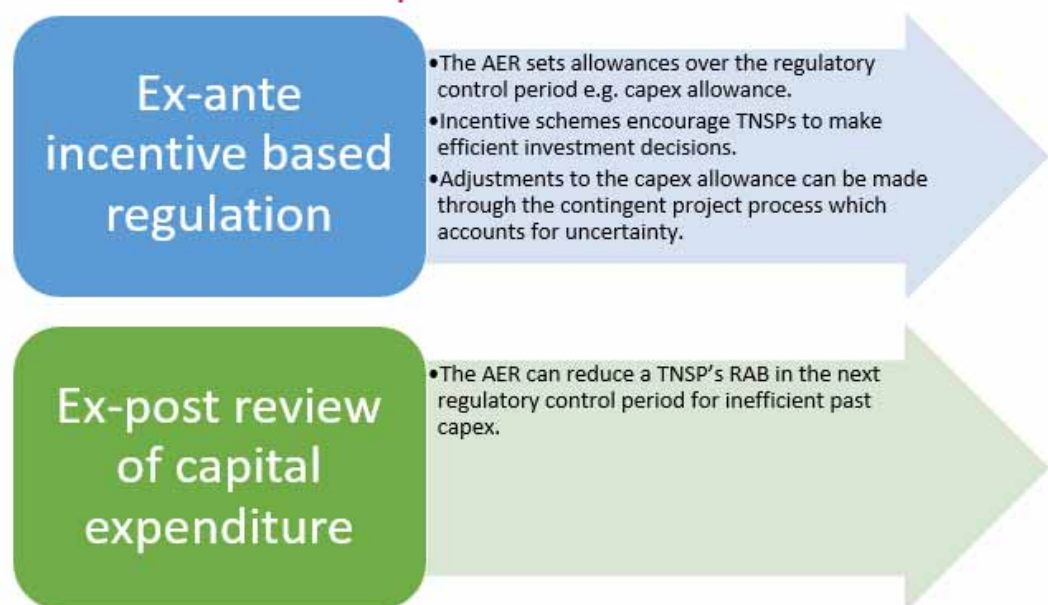 Ex-ante
incentive based
regulation
•The AER sets allowances over the regulatory
control period e.g. capex allowance.
•Incentive schemes encourage TNSPs to make
efficient investment decisions.
•Adjustments to the capex allowance can be made
through the contingent project process which
accounts for uncertainty.
Ex-post review
of capital
expenditure
•The AER can reduce a TNSP's RAB in the next
regulatory control period for inefficient past
capex.